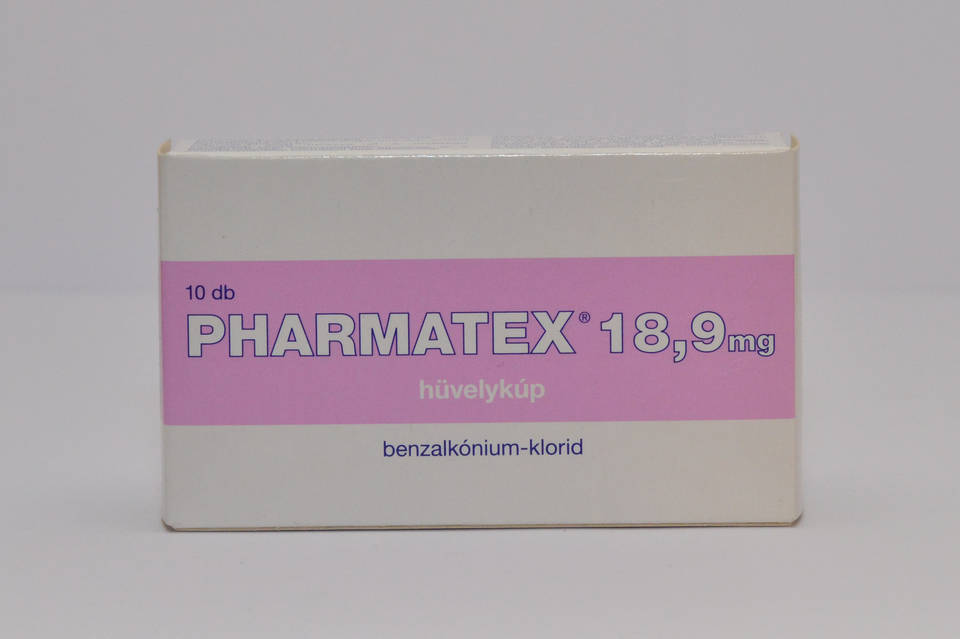 10 db
PHARMATEX® 18,9mg
hüvelykúp
benzalkónium-klorid